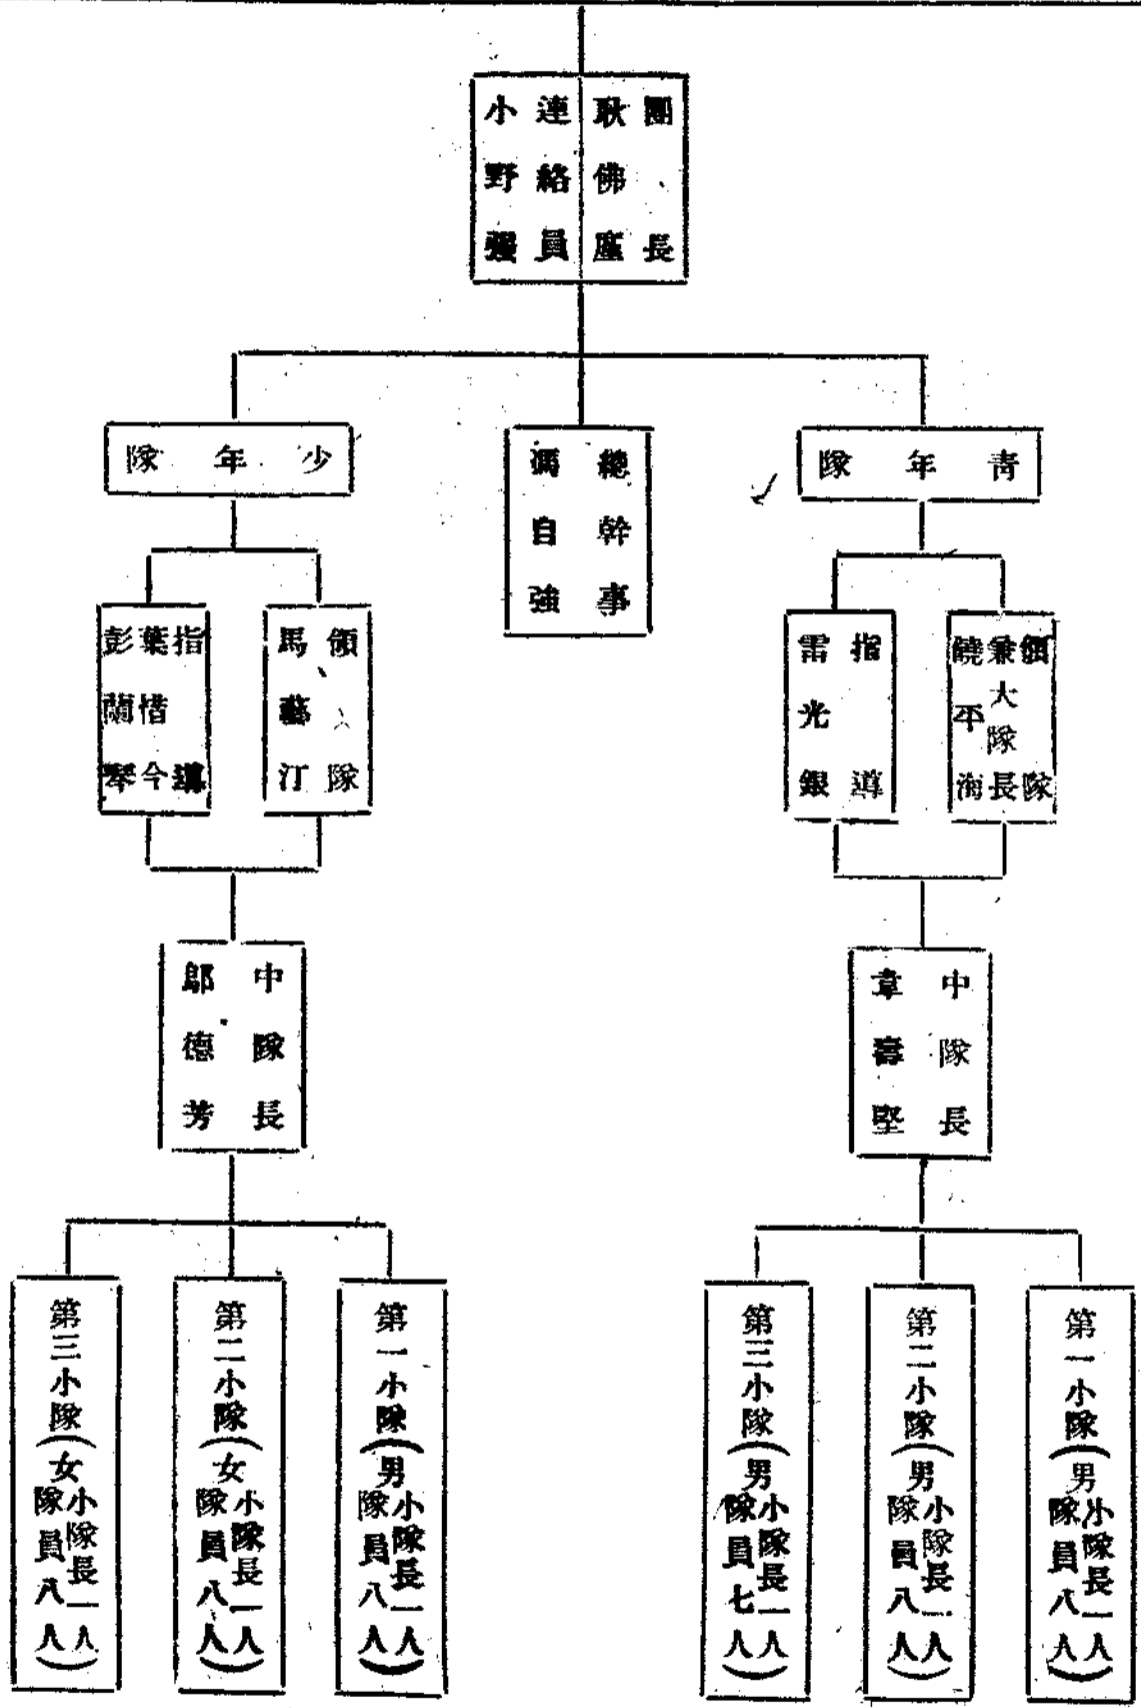 團長
耿佛塵
連絡員
小野强
青年隊
總幹事
馮自強
少年隊
領隊
兼大隊長
饒平海
指導
雷光銀
領隊
馬藝汀
指導
葉惜今
彭蘭琴
中隊長
韋壽堅
中隊長
鄔德芳
第一小隊(男 小隊長一人 隊員八人)
第二小隊(男 小隊長一人 隊員八人)
第三小隊(男 小隊長一人 隊員七人)
第一小隊(男 小隊長一人 隊員八人)
第二小隊(女 小隊長一人 隊員八人)
第三小隊(女 小隊長一人 隊員八人)